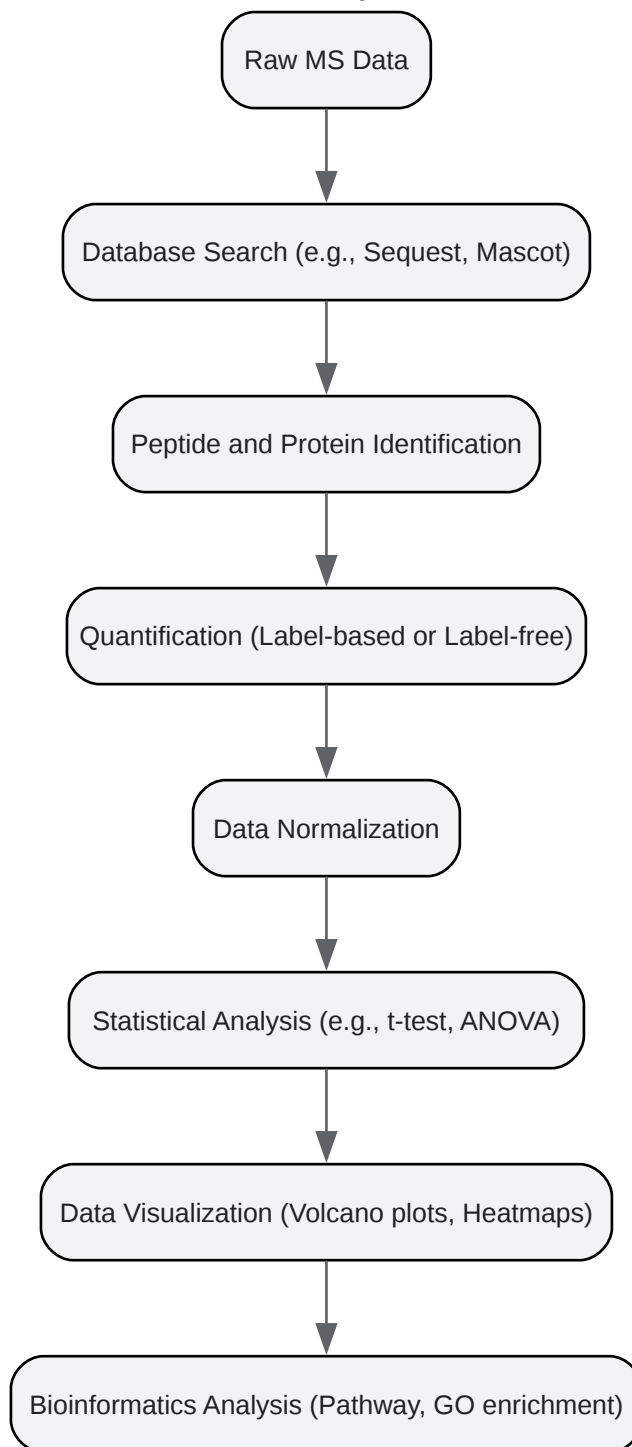 Raw MS Data
Database Search (e.g., Sequest, Mascot)
Peptide and Protein Identification
Quantification (Label-based or Label-free)
Data Normalization
Statistical Analysis (e.g., t-test, ANOVA)
Data Visualization (Volcano plots, Heatmaps)
Bioinformatics Analysis (Pathway, GO enrichment)